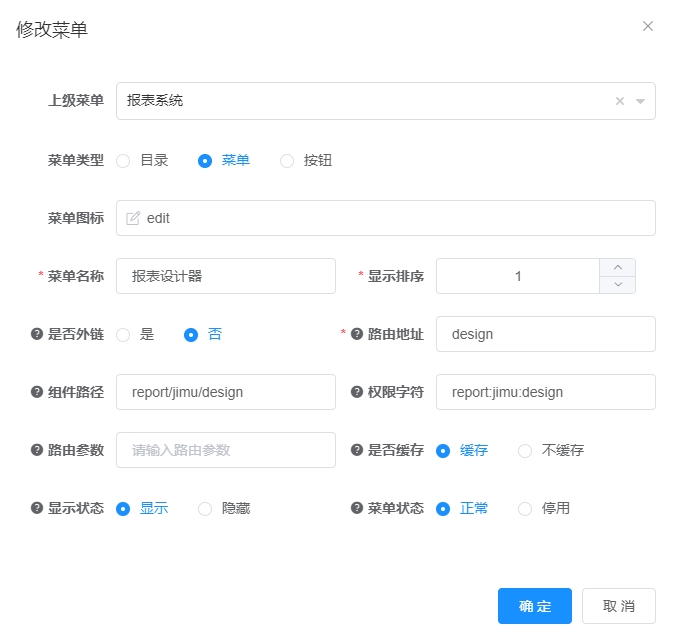 修改菜单
上级菜单 报表系统
菜单类型 目录 菜单 按钮
菜单图标 edit
* 菜单名称 报表设计器 * 显示排序 1
? 是否外链 是 否 * ? 路由地址 design
? 组件路径 report/jimu/design ? 权限字符 report:jimu:design
? 路由参数 请输入路由参数 ? 是否缓存 缓存 不缓存
? 显示状态 显示 隐藏 ? 菜单状态 正常 停用
确 定 取 消